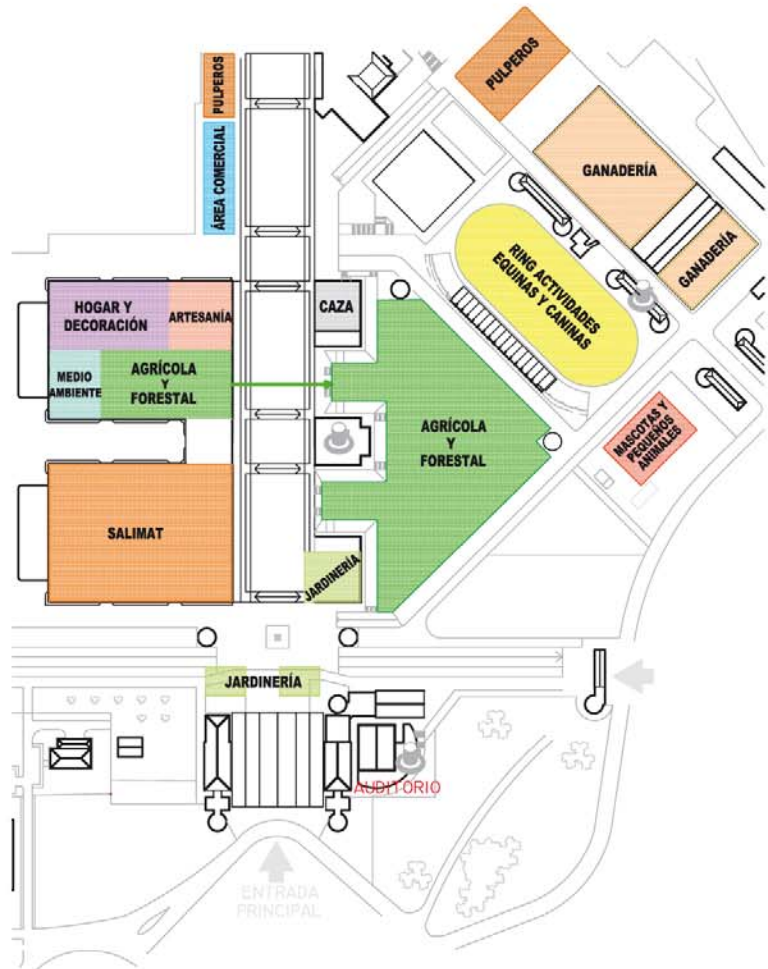 PULPEROS
PULPEROS
ÁREA COMERCIAL
GANADERÍA
GANADERÍA
RING ACTIVIDADES
EQUINAS Y CANINAS
HOGAR Y
DECORACIÓN
ARTESANÍA
CAZA
MEDIO
AMBIENTE
AGRÍCOLA
Y
FORESTAL
AGRÍCOLA
Y
FORESTAL
MASCOTAS Y
PEQUEÑOS
ANIMALES
SALIMAT
JARDINERÍA
JARDINERÍA
AUDITORIO
ENTRADA
PRINCIPAL